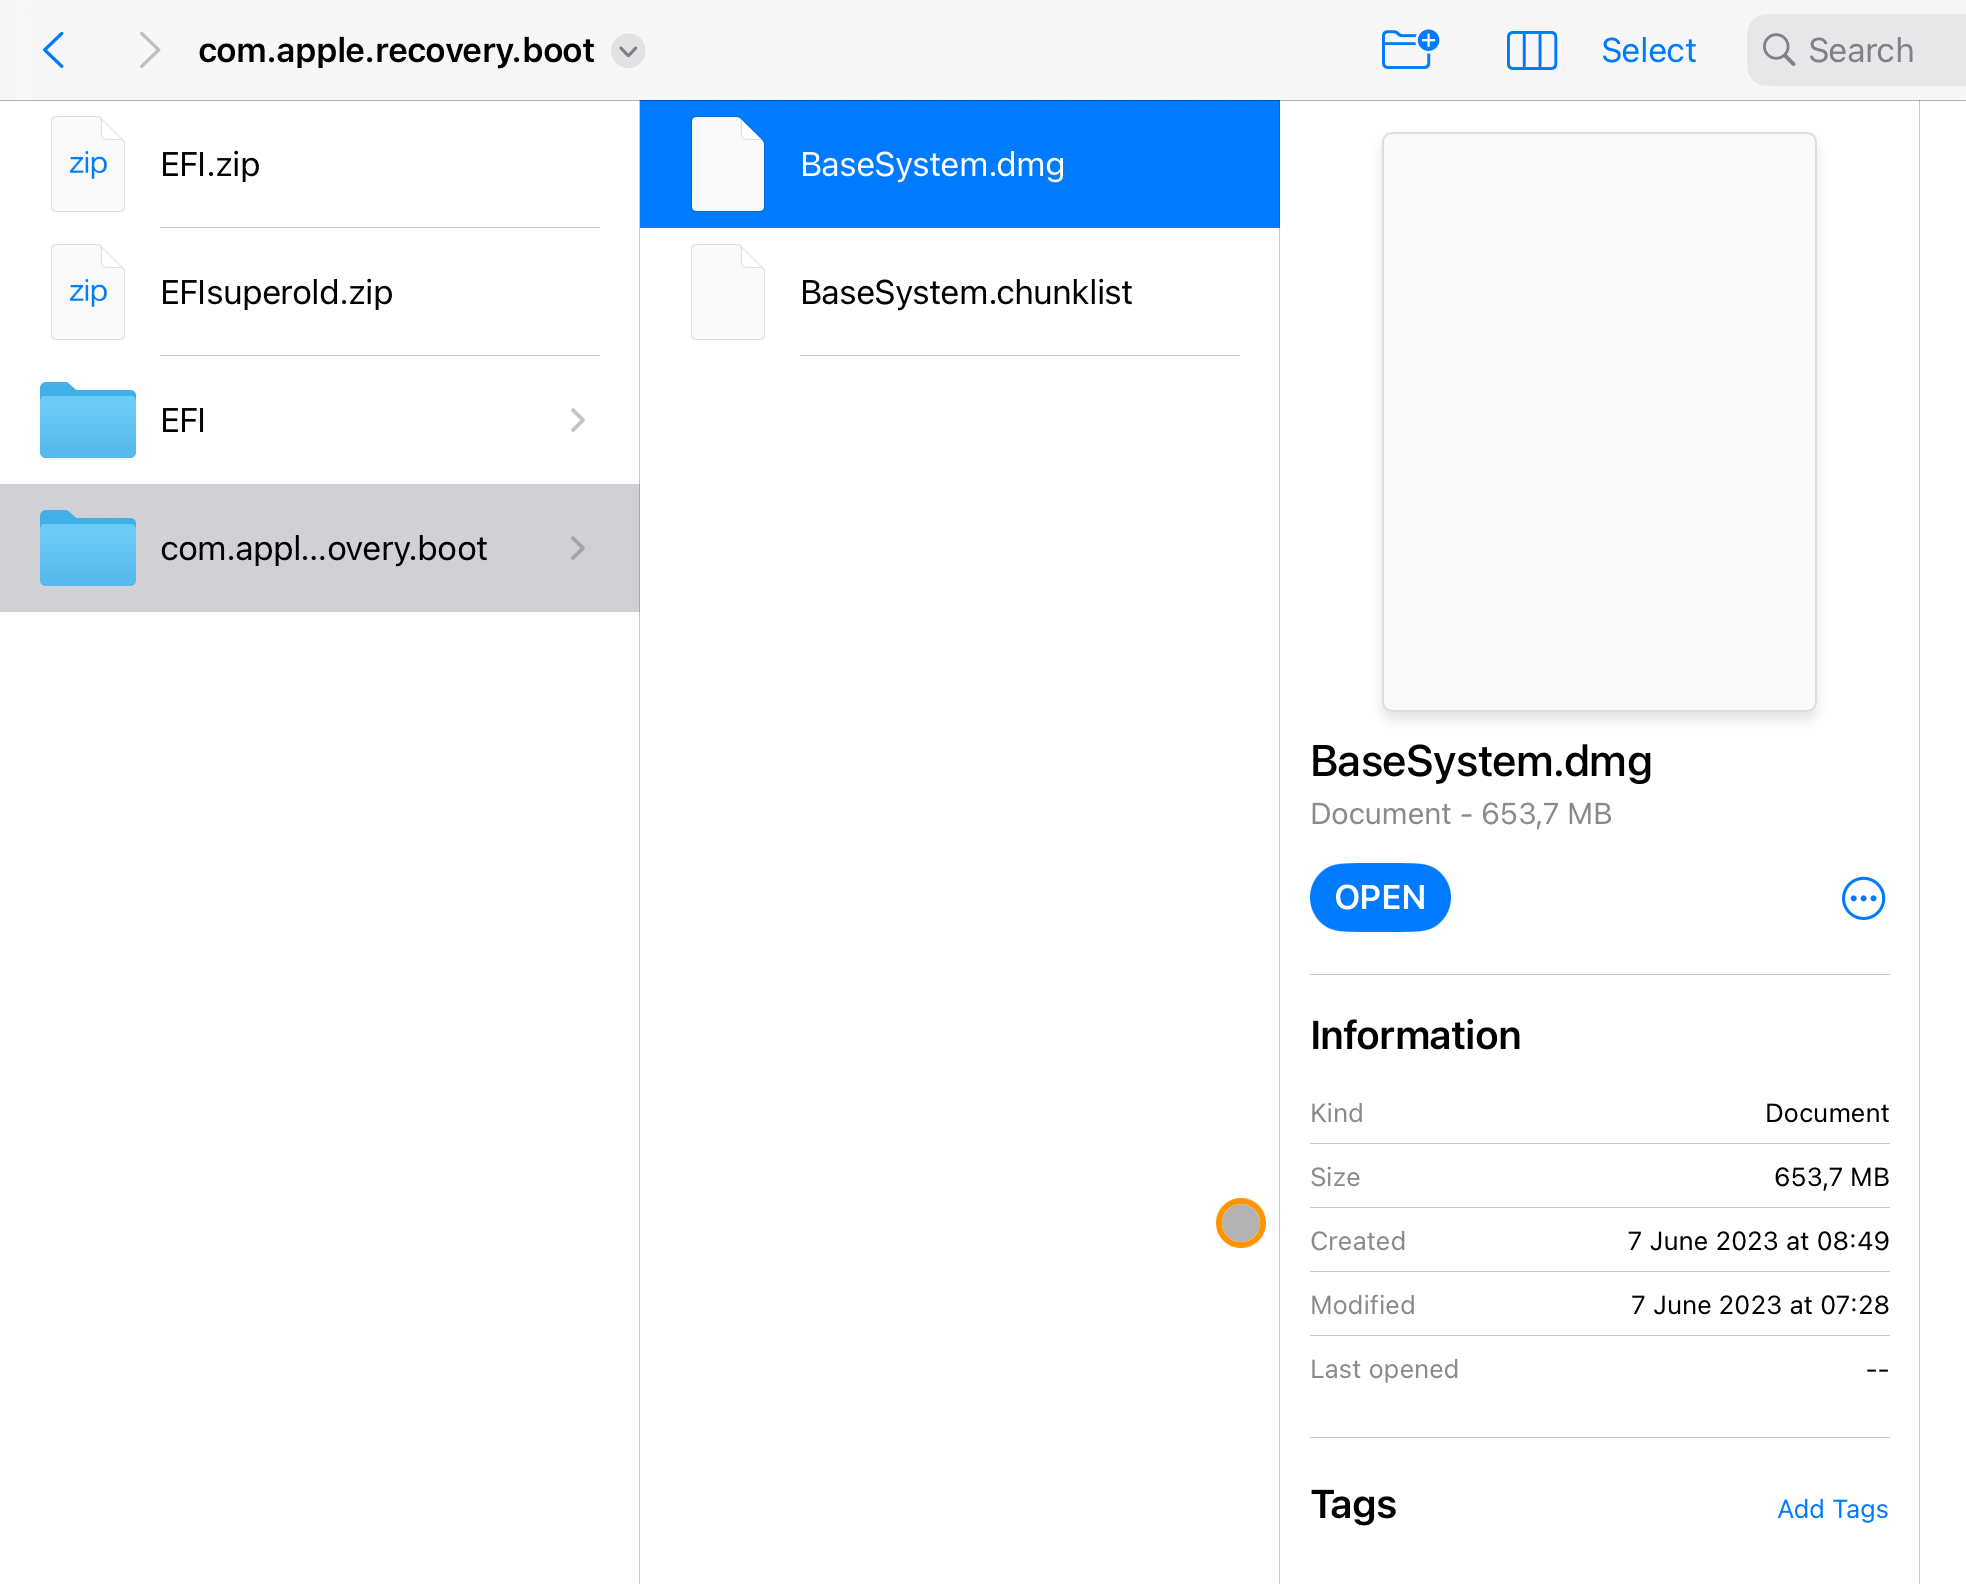 com.apple.recovery.boot
Select
Search
zip
EFI.zip
zip
EFIsuperold.zip
EFI
com.appl...overy.boot
BaseSystem.dmg
BaseSystem.chunklist
BaseSystem.dmg
Document - 653,7 MB
OPEN
Information
Kind Document
Size 653,7 MB
Created 7 June 2023 at 08:49
Modified 7 June 2023 at 07:28
Last opened --
Tags Add Tags